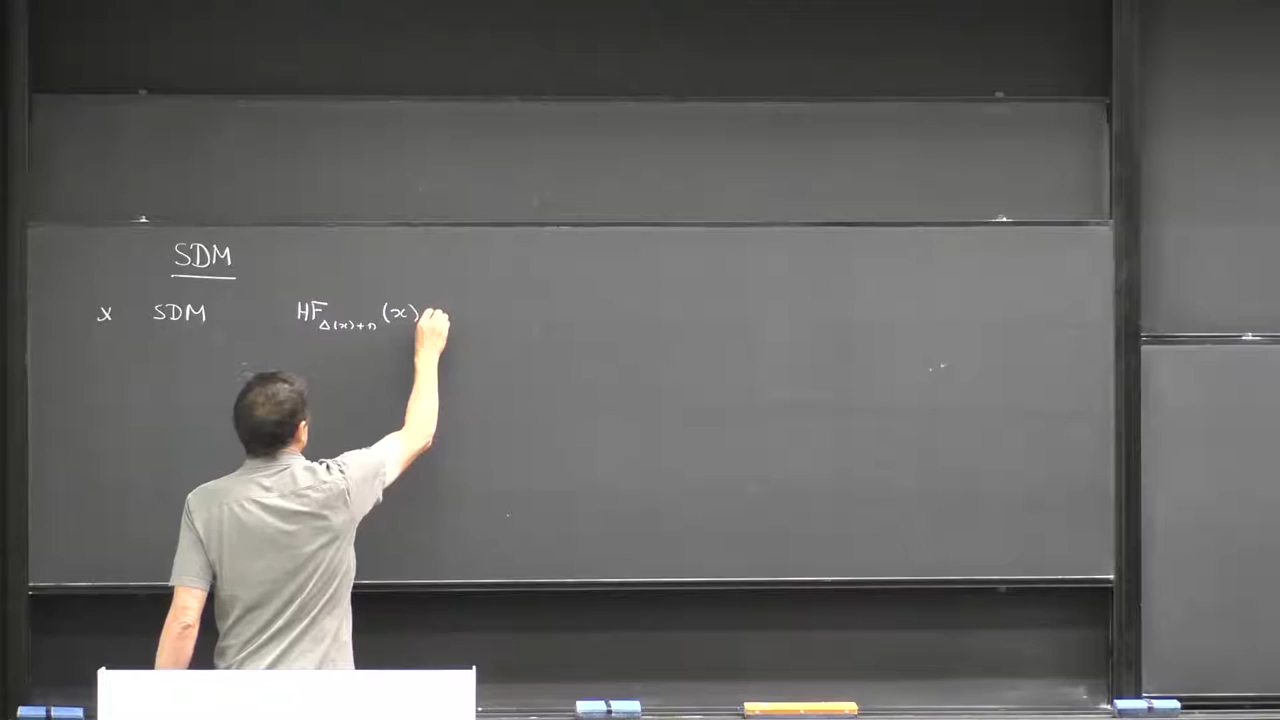 SDM
x SDM HF_{Δ(x)+n} (x)